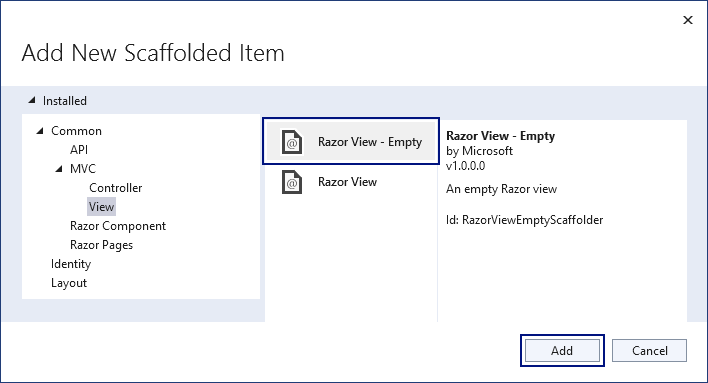 Add New Scaffolded Item
Installed
Common
API
MVC
Controller
View
Razor Component
Razor Pages
Identity
Layout
Razor View - Empty
Razor View
Razor View - Empty
by Microsoft
v1.0.0.0
An empty Razor view
Id: RazorViewEmptyScaffolder
Add
Cancel